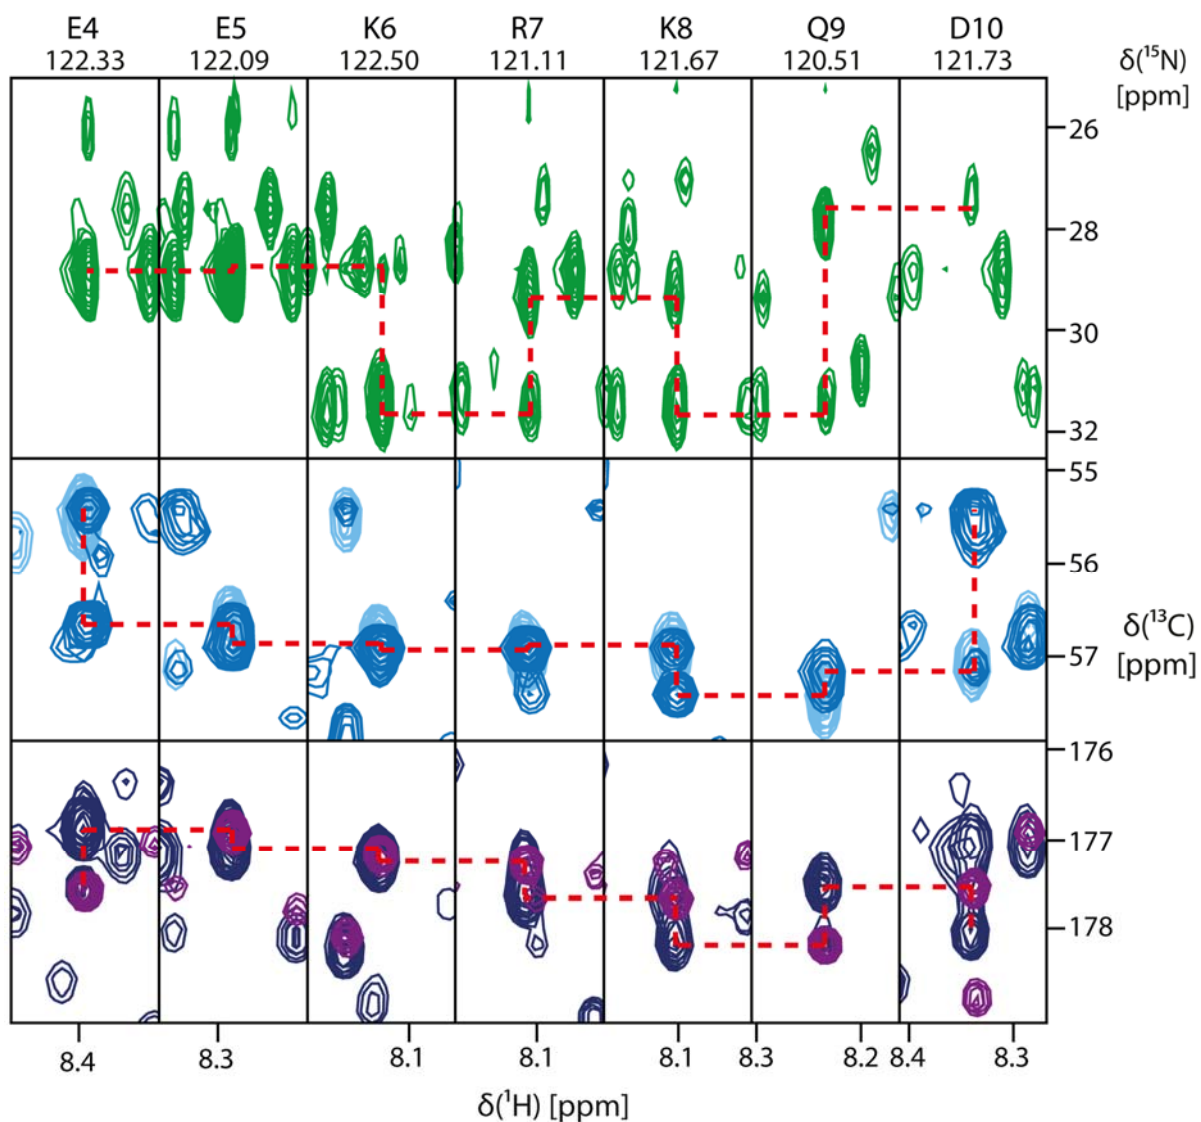 E4 E5 K6 R7 K8 Q9 D10
122.33 122.09 122.50 121.11 121.67 120.51 121.73 δ(¹⁵N)
[ppm]
26
28
30
32
55
56
δ(¹³C)
57
[ppm]
176
177
178
8.4 8.3 8.1 8.1 8.1 8.3 8.2 8.4 8.3
δ(¹H) [ppm]